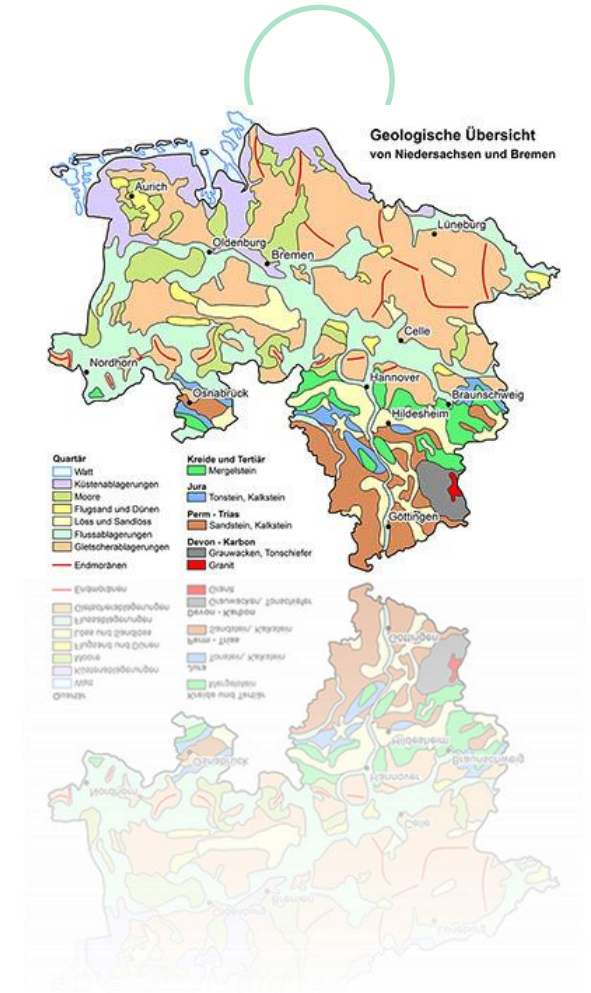 Geologische Übersicht
von Niedersachsen und Bremen
Aurich
Lüneburg
Oldenburg
Bremen
Celle
Nordhorn
Hannover
Osnabrück
Braunschweig
Hildesheim
Göttingen
Quartär
Watt
Küstenablagerungen
Moore
Flugsand und Dünen
Löss und Sandlöss
Flussablagerungen
Gletscherablagerungen
Endmoränen
Kreide und Tertiär
Mergelstein
Jura
Tonstein, Kalkstein
Perm - Trias
Sandstein, Kalkstein
Devon - Karbon
Grauwacken, Tonschiefer
Granit